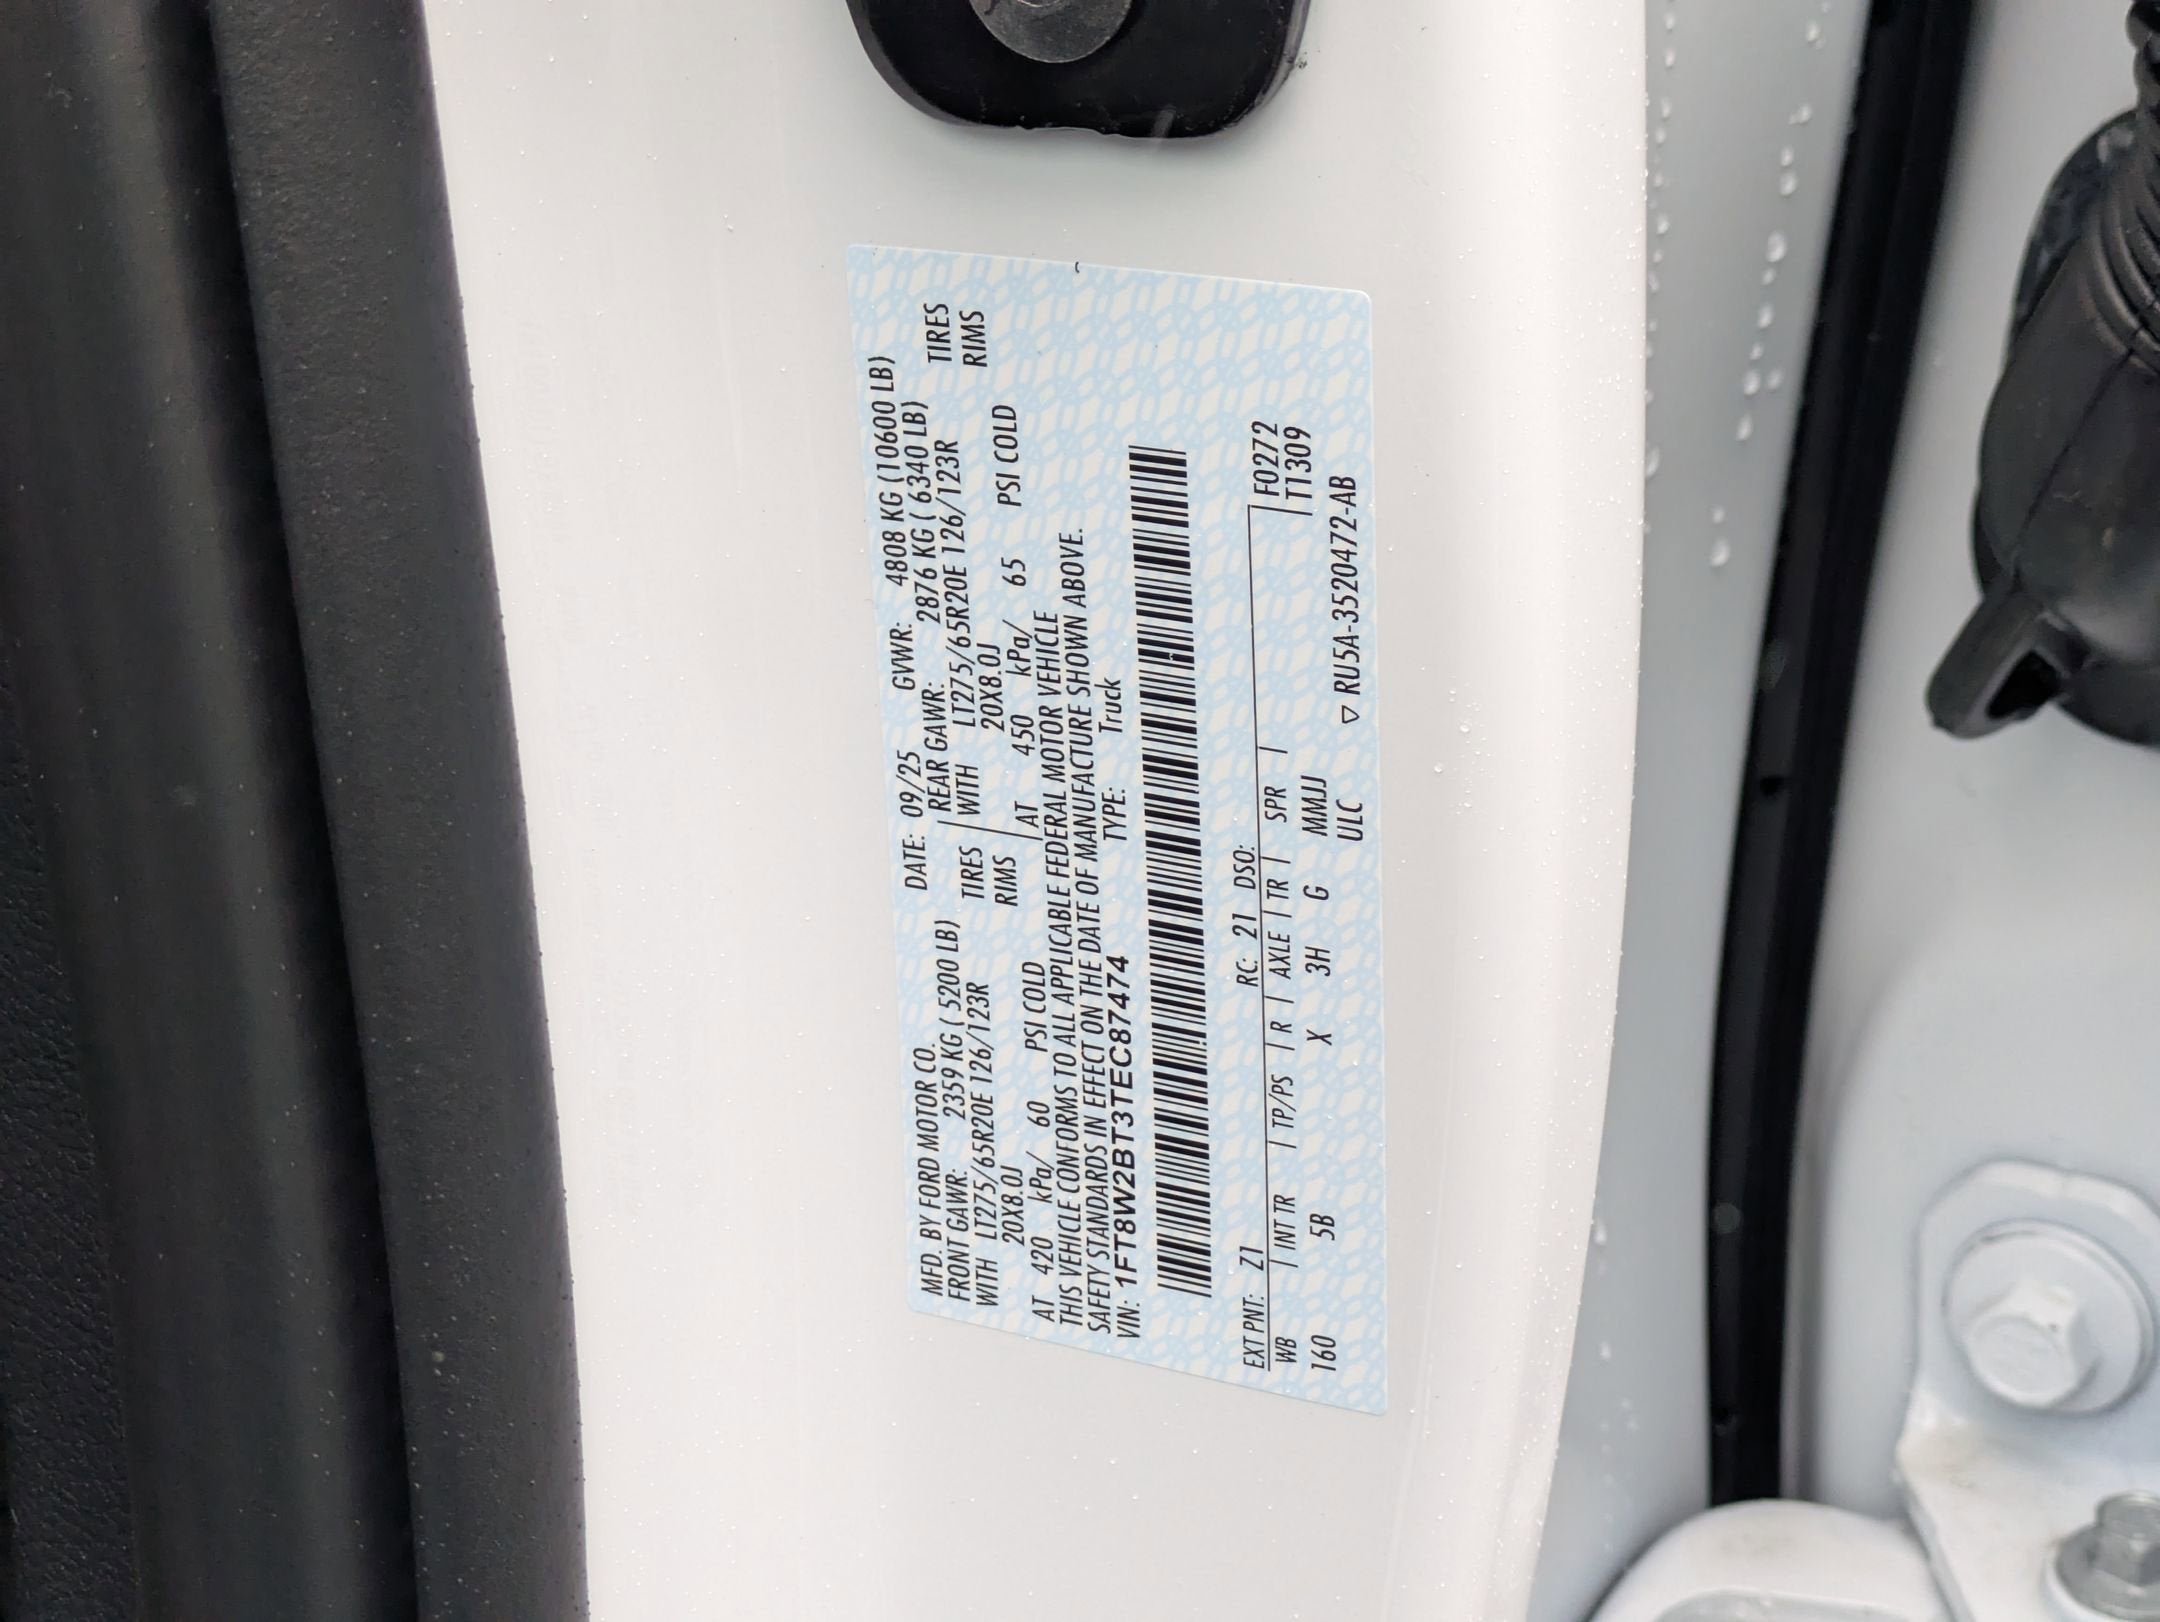 MFD. BY FORD MOTOR CO. DATE: 09/25 GVWR: 4808 KG (10600 LB)
FRONT GAWR: 2359 KG ( 5200 LB) REAR GAWR: 2876 KG ( 6340 LB)
WITH LT275/65R20E 126/123R TIRES WITH LT275/65R20E 126/123R TIRES
20X8.0J RIMS 20X8.0J RIMS
AT 420 kPa/ 60 PSI COLD AT 450 kPa/ 65 PSI COLD
THIS VEHICLE CONFORMS TO ALL APPLICABLE FEDERAL MOTOR VEHICLE
SAFETY STANDARDS IN EFFECT ON THE DATE OF MANUFACTURE SHOWN ABOVE.
VIN: 1FT8W2BT3TEC87474 TYPE: Truck
EXT PNT: Z1 RC: 21 DSO: F0272
WB | INT TR | TP/PS | R | AXLE | TR | SPR | T1309
160 5B X 3H G MMJJ
ULC ▽ RU5A-3520472-AB